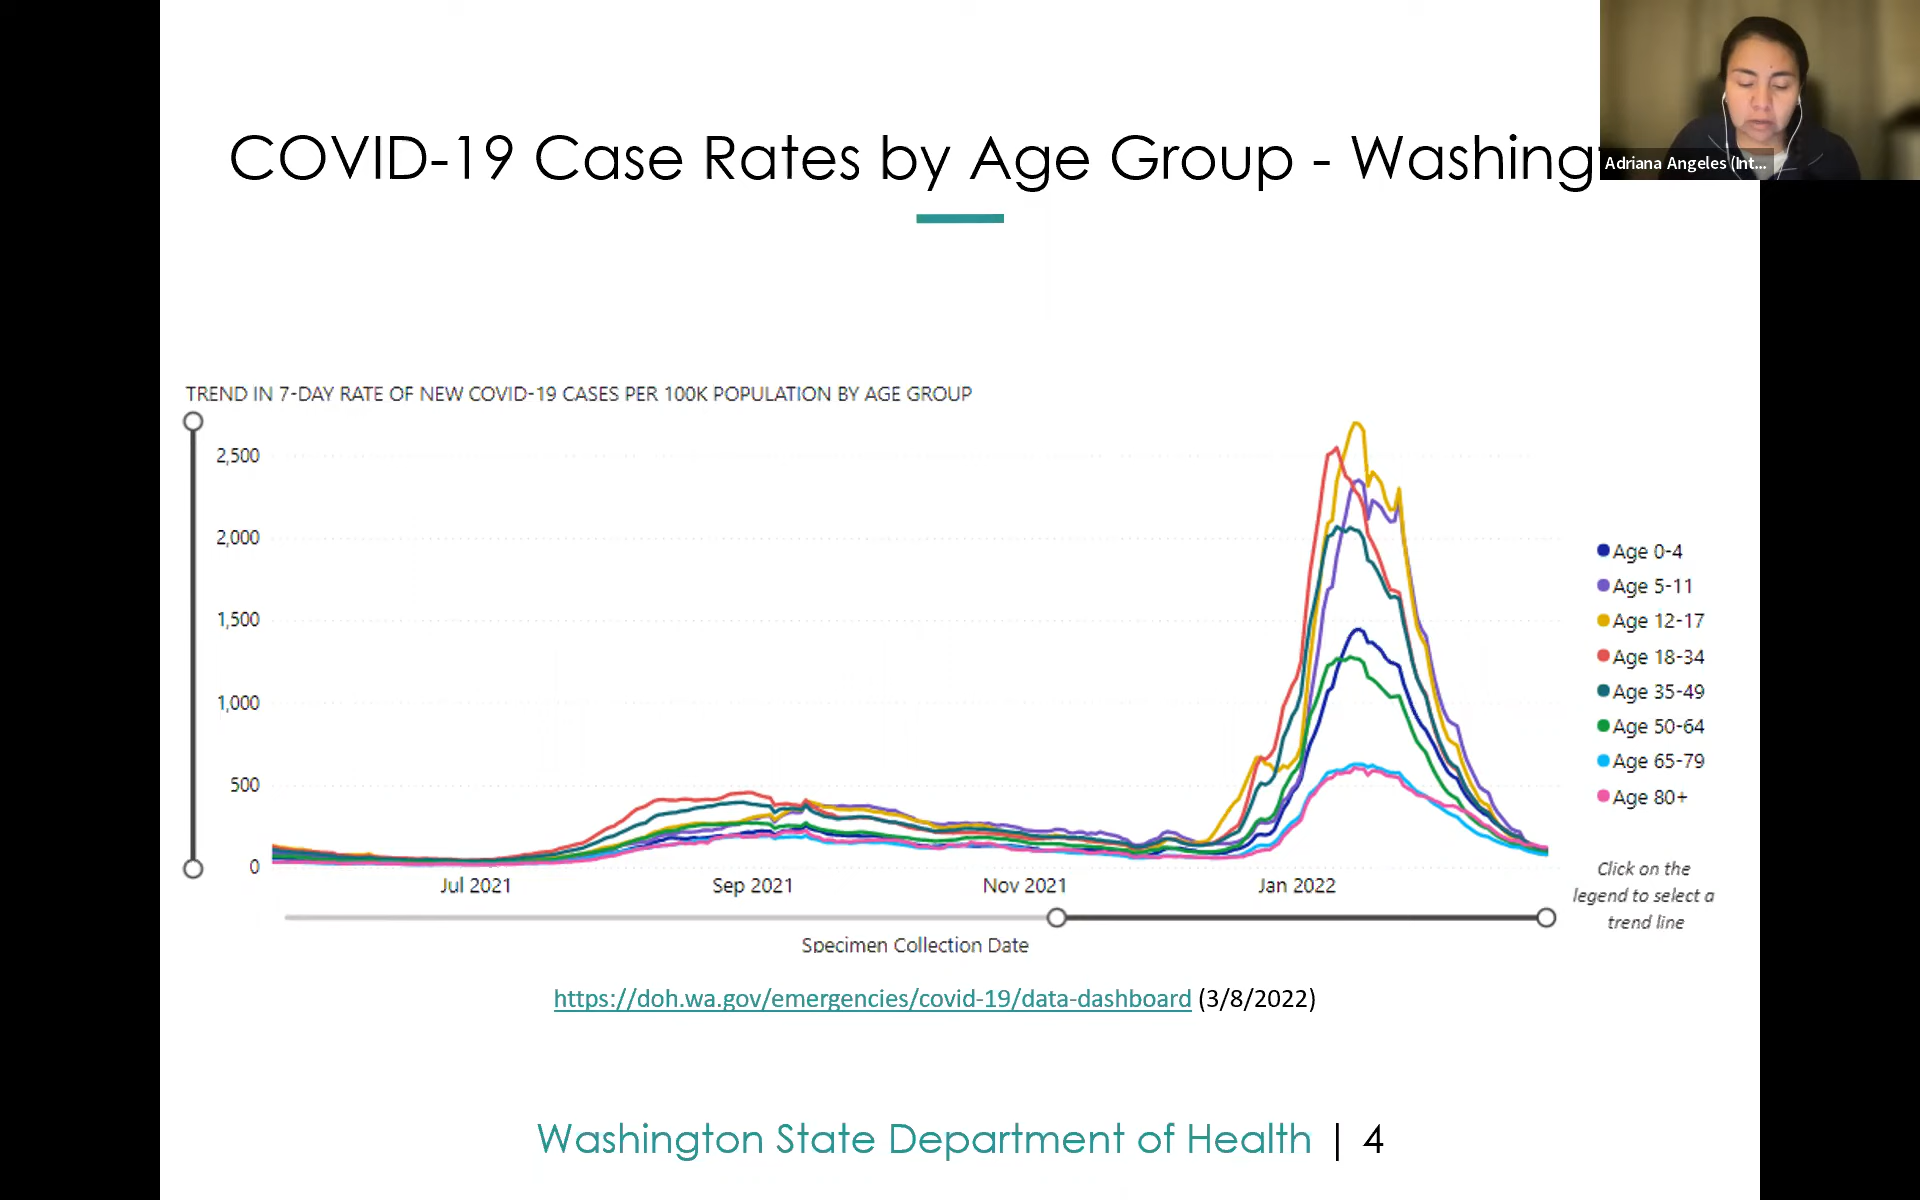 COVID-19 Case Rates by Age Group - Washing
Adriana Angeles (Int...
TREND IN 7-DAY RATE OF NEW COVID-19 CASES PER 100K POPULATION BY AGE GROUP
2,500
2,000
1,500
1,000
500
0
Jul 2021 Sep 2021 Nov 2021 Jan 2022
Specimen Collection Date
Age 0-4
Age 5-11
Age 12-17
Age 18-34
Age 35-49
Age 50-64
Age 65-79
Age 80+
Click on the
legend to select a
trend line
https://doh.wa.gov/emergencies/covid-19/data-dashboard (3/8/2022)
Washington State Department of Health | 4